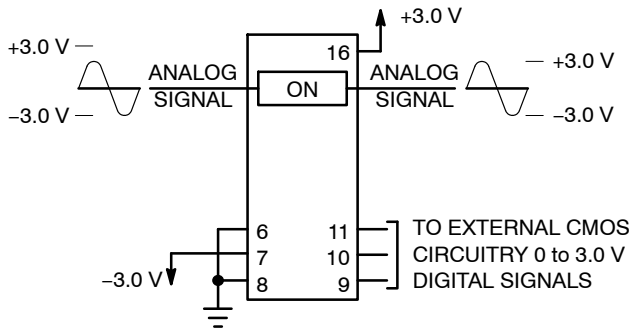 +3.0 V
+3.0 V
16
+3.0 V
ANALOG
SIGNAL
ON
ANALOG
SIGNAL
−3.0 V
−3.0 V
6
11
TO EXTERNAL CMOS
7
10
CIRCUITRY 0 to 3.0 V
−3.0 V
8
9
DIGITAL SIGNALS